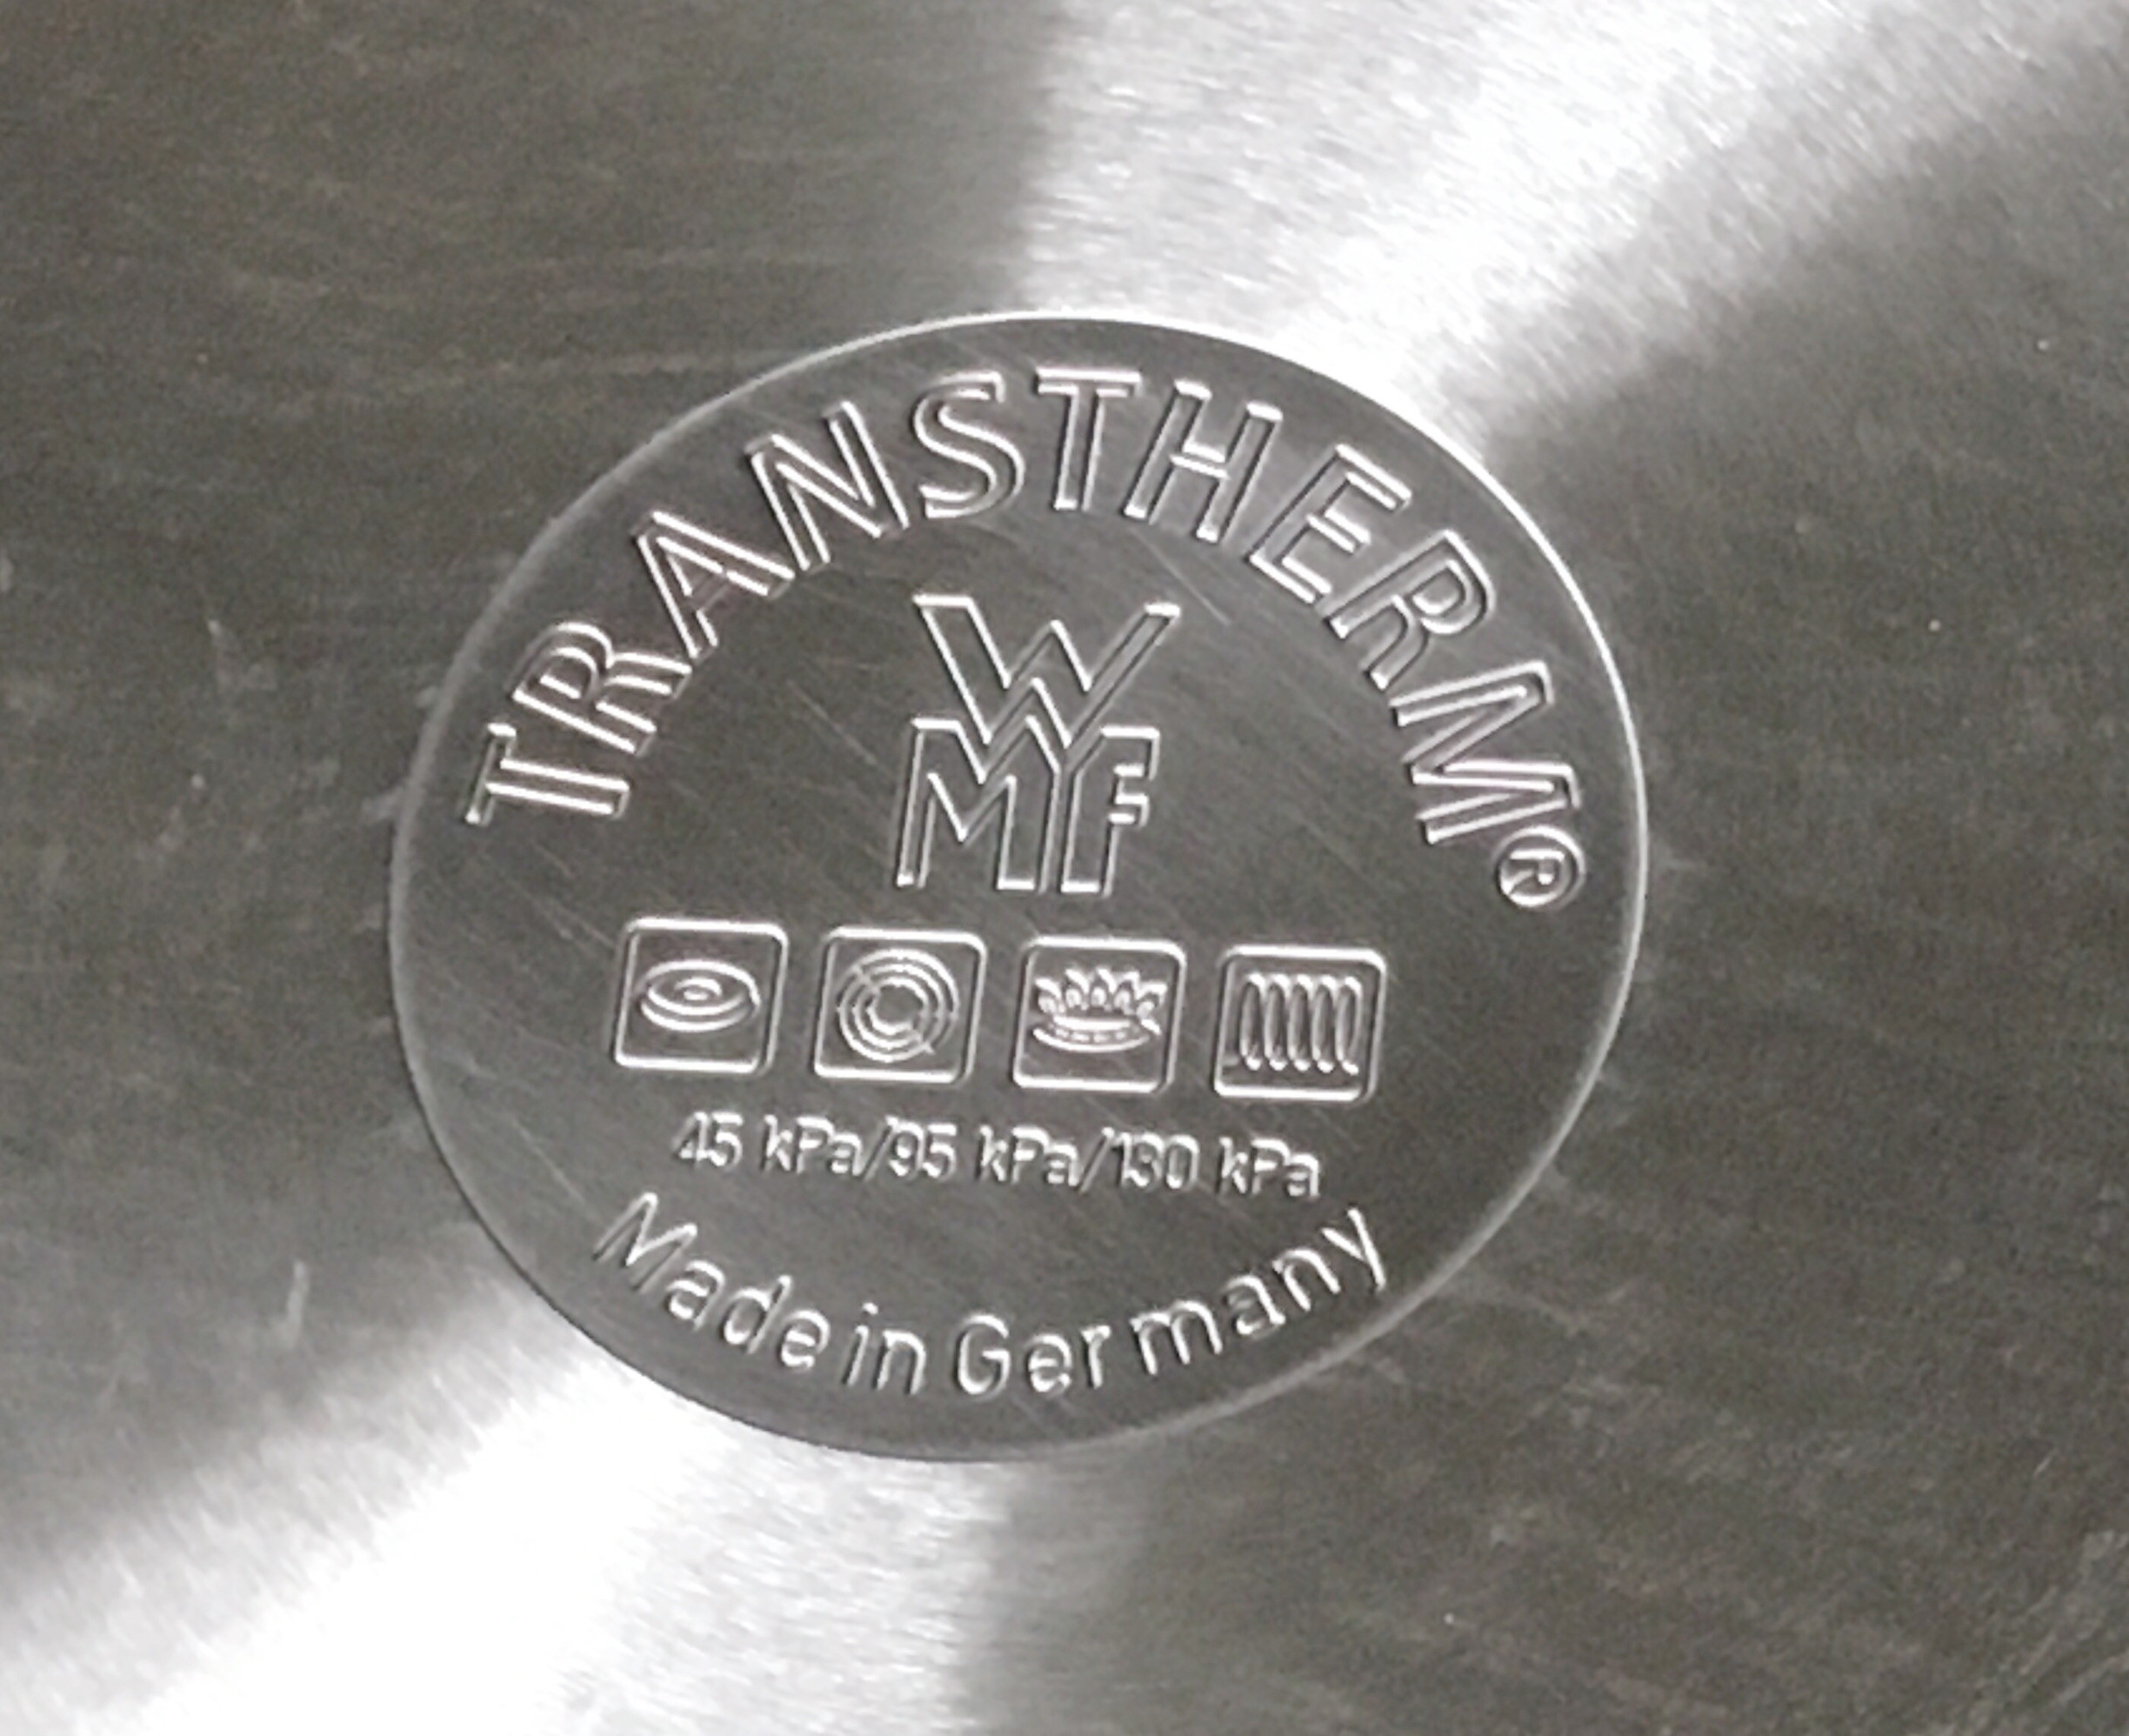 TRANSTHERM®
WMF
45 kPa/95 kPa/130 kPa
Made in Germany